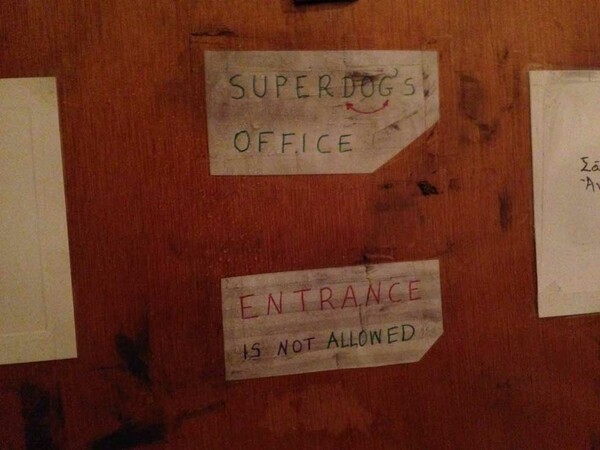 SUPERDOG'S
OFFICE
ENTRANCE
IS NOT ALLOWED